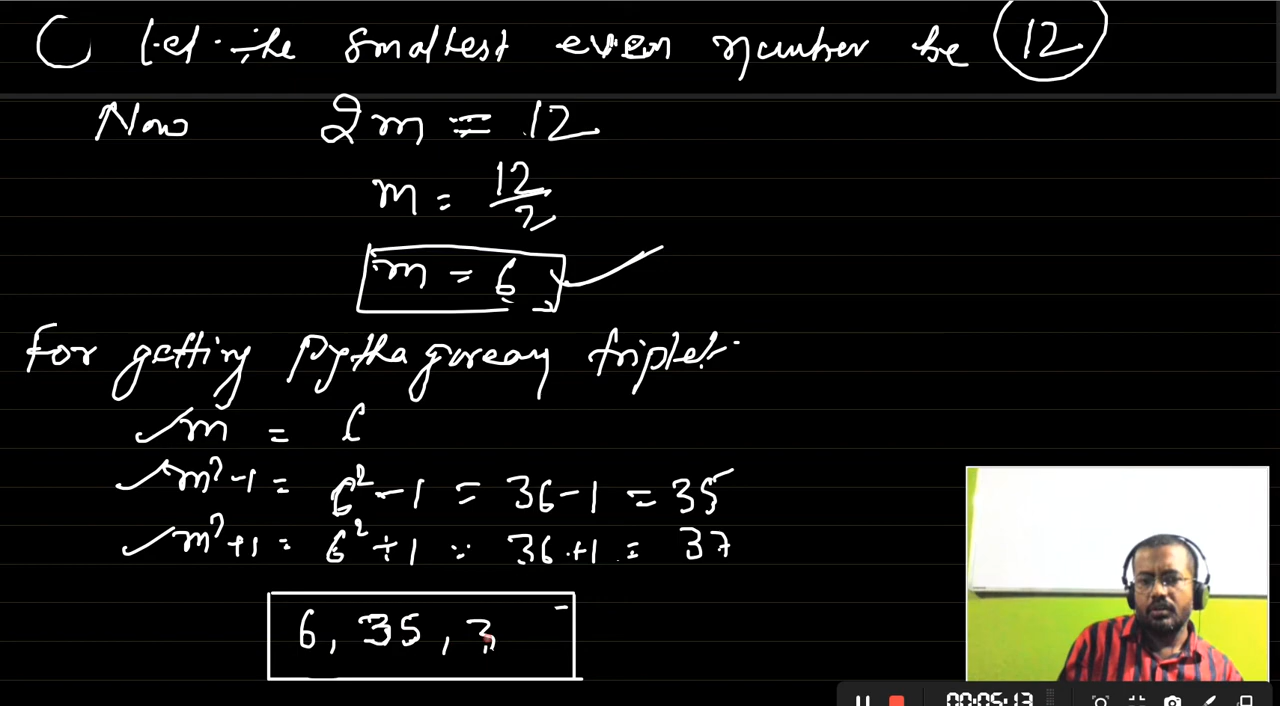 Let the smallest even number be 12
Now 2m = 12
m = 12/2
m = 6
For getting Pythagorean triplet
m = 6
m²-1 = 6²-1 = 36-1 = 35
m²+1 = 6²+1 = 36+1 = 37
6, 35, 3
00:05:13